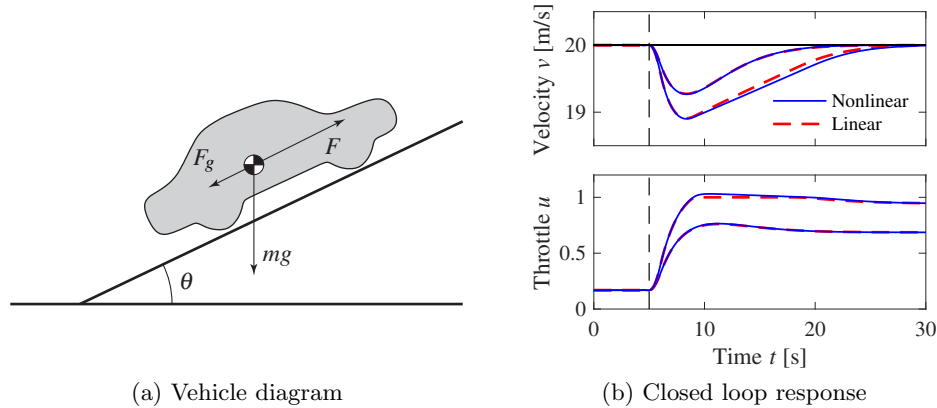 F_g
F
mg
θ
(a) Vehicle diagram
Velocity v [m/s]
20
19
Nonlinear
Linear
Throttle u
1
0.5
0
0
10
20
30
Time t [s]
(b) Closed loop response